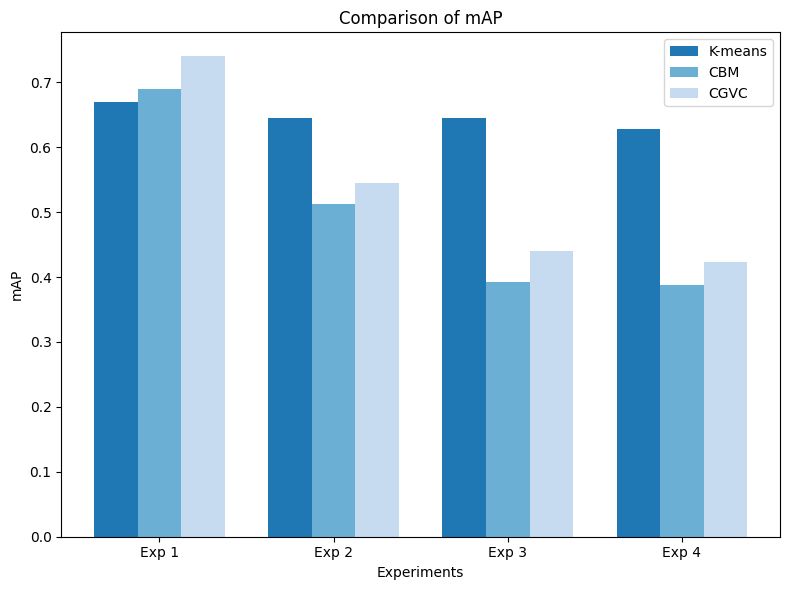 Comparison of mAP
K-means
CBM
CGVC
0.7
0.6
0.5
0.4
0.3
0.2
0.1
0.0
mAP
Exp 1 Exp 2 Exp 3 Exp 4
Experiments